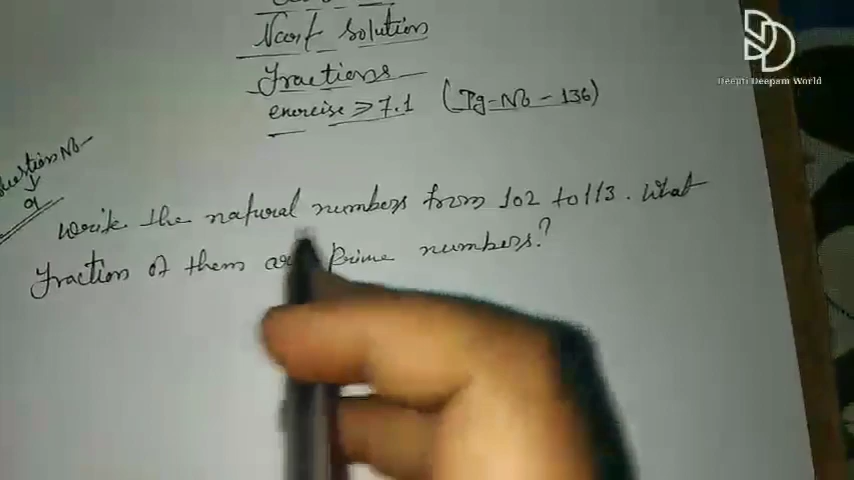 Ncert Solution
Fractions
exercise ⇒ 7.1 (Pg-No - 136)
Question No-
9
Write the natural numbers from 102 to 113. What
fraction of them are prime numbers?
Deepti Deepam World